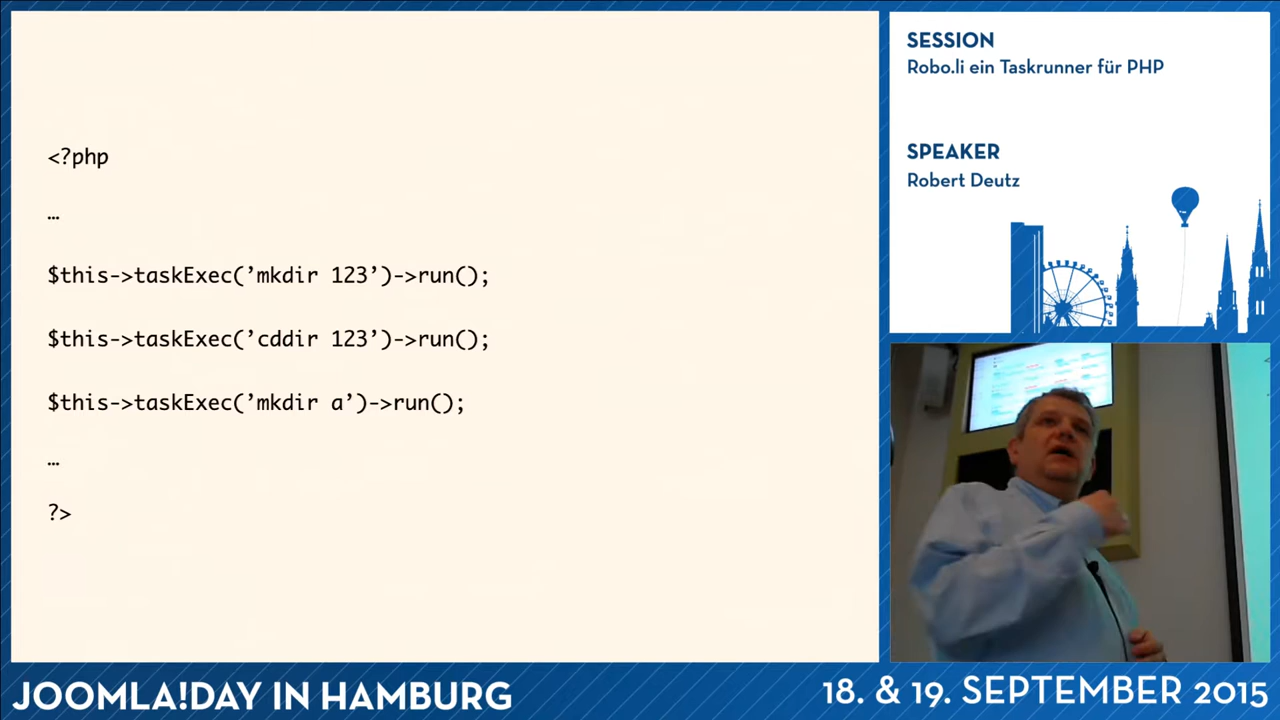 <?php
…
$this->taskExec(’mkdir 123’)->run();
$this->taskExec(’cddir 123’)->run();
$this->taskExec(’mkdir a’)->run();
…
?>
SESSION
Robo.li ein Taskrunner für PHP
SPEAKER
Robert Deutz
JOOMLA!DAY IN HAMBURG
18. & 19. SEPTEMBER 2015